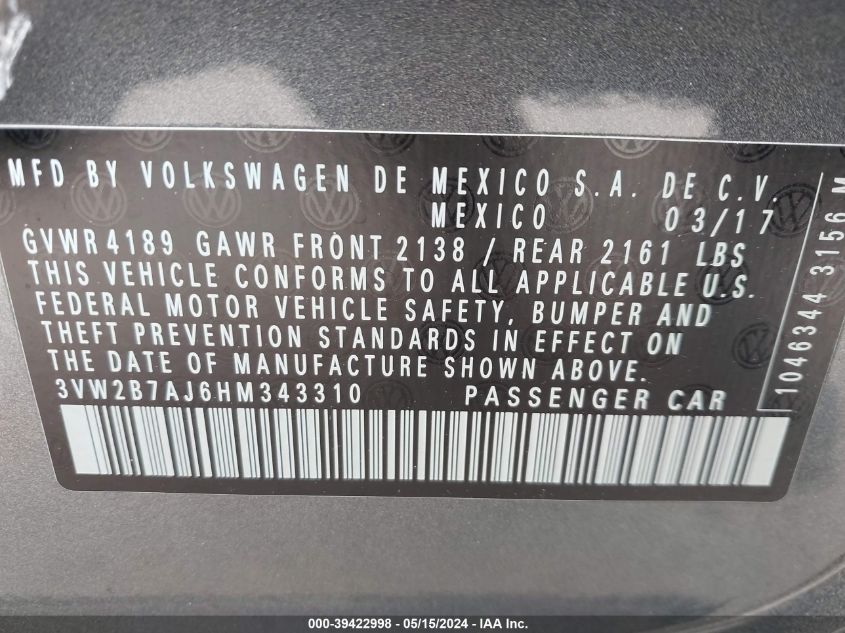 MFD BY VOLKSWAGEN DE MEXICO S.A. DE C.V.
MEXICO 03/17
GVWR 4189 GAWR FRONT 2138 / REAR 2161 LBS
THIS VEHICLE CONFORMS TO ALL APPLICABLE U.S.
FEDERAL MOTOR VEHICLE SAFETY, BUMPER AND
THEFT PREVENTION STANDARDS IN EFFECT ON
THE DATE OF MANUFACTURE SHOWN ABOVE.
3VW2B7AJ6HM343310 PASSENGER CAR
1046344 3156 M
000-39422998 - 05/15/2024 - IAA Inc.